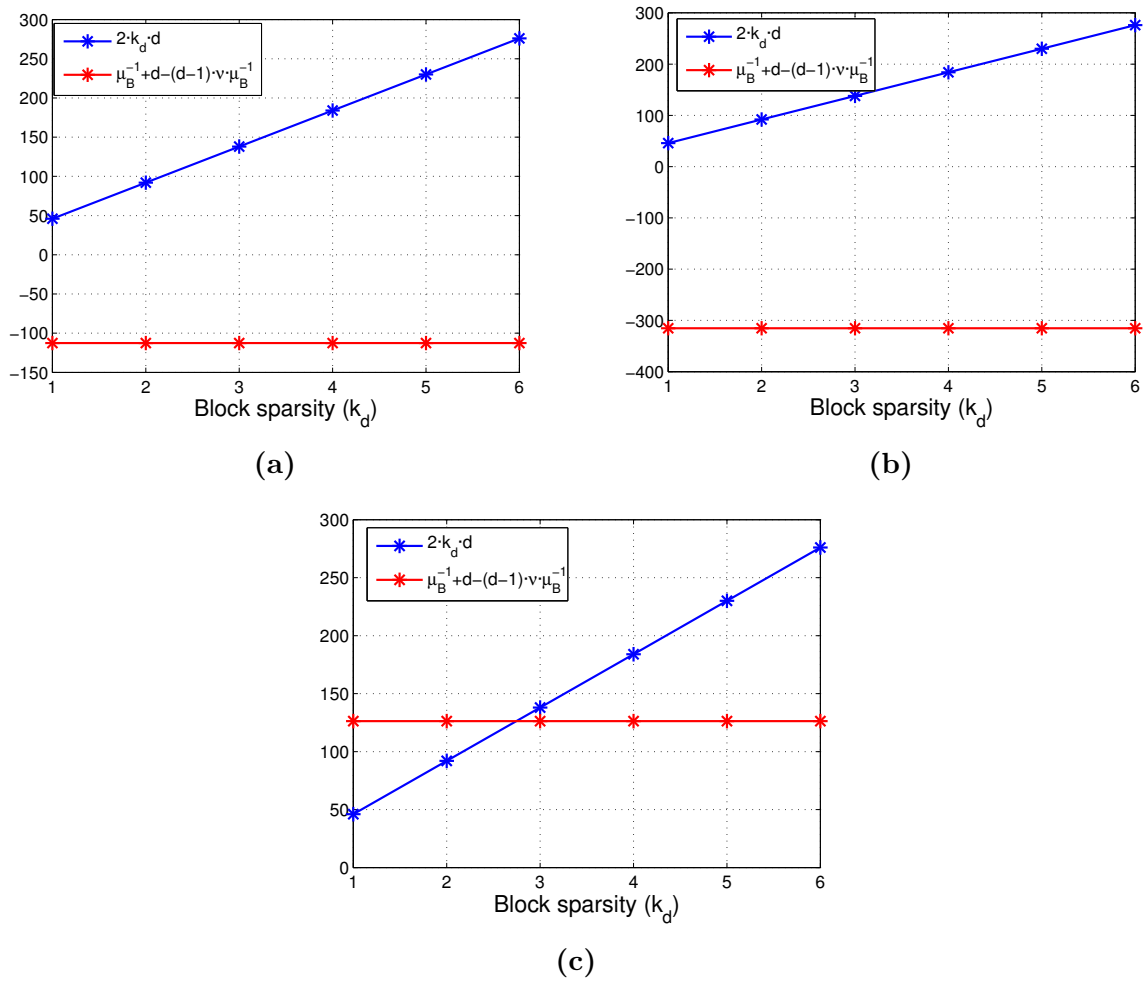 300
250
200
150
100
50
0
−50
−100
−150
1 2 3 4 5 6
2·k_d·d
μ_B^{-1}+d−(d−1)·ν·μ_B^{-1}
Block sparsity (k_d)
(a)
300
200
100
0
−100
−200
−300
−400
1 2 3 4 5 6
2·k_d·d
μ_B^{-1}+d−(d−1)·ν·μ_B^{-1}
Block sparsity (k_d)
(b)
300
250
200
150
100
50
0
1 2 3 4 5 6
2·k_d·d
μ_B^{-1}+d−(d−1)·ν·μ_B^{-1}
Block sparsity (k_d)
(c)